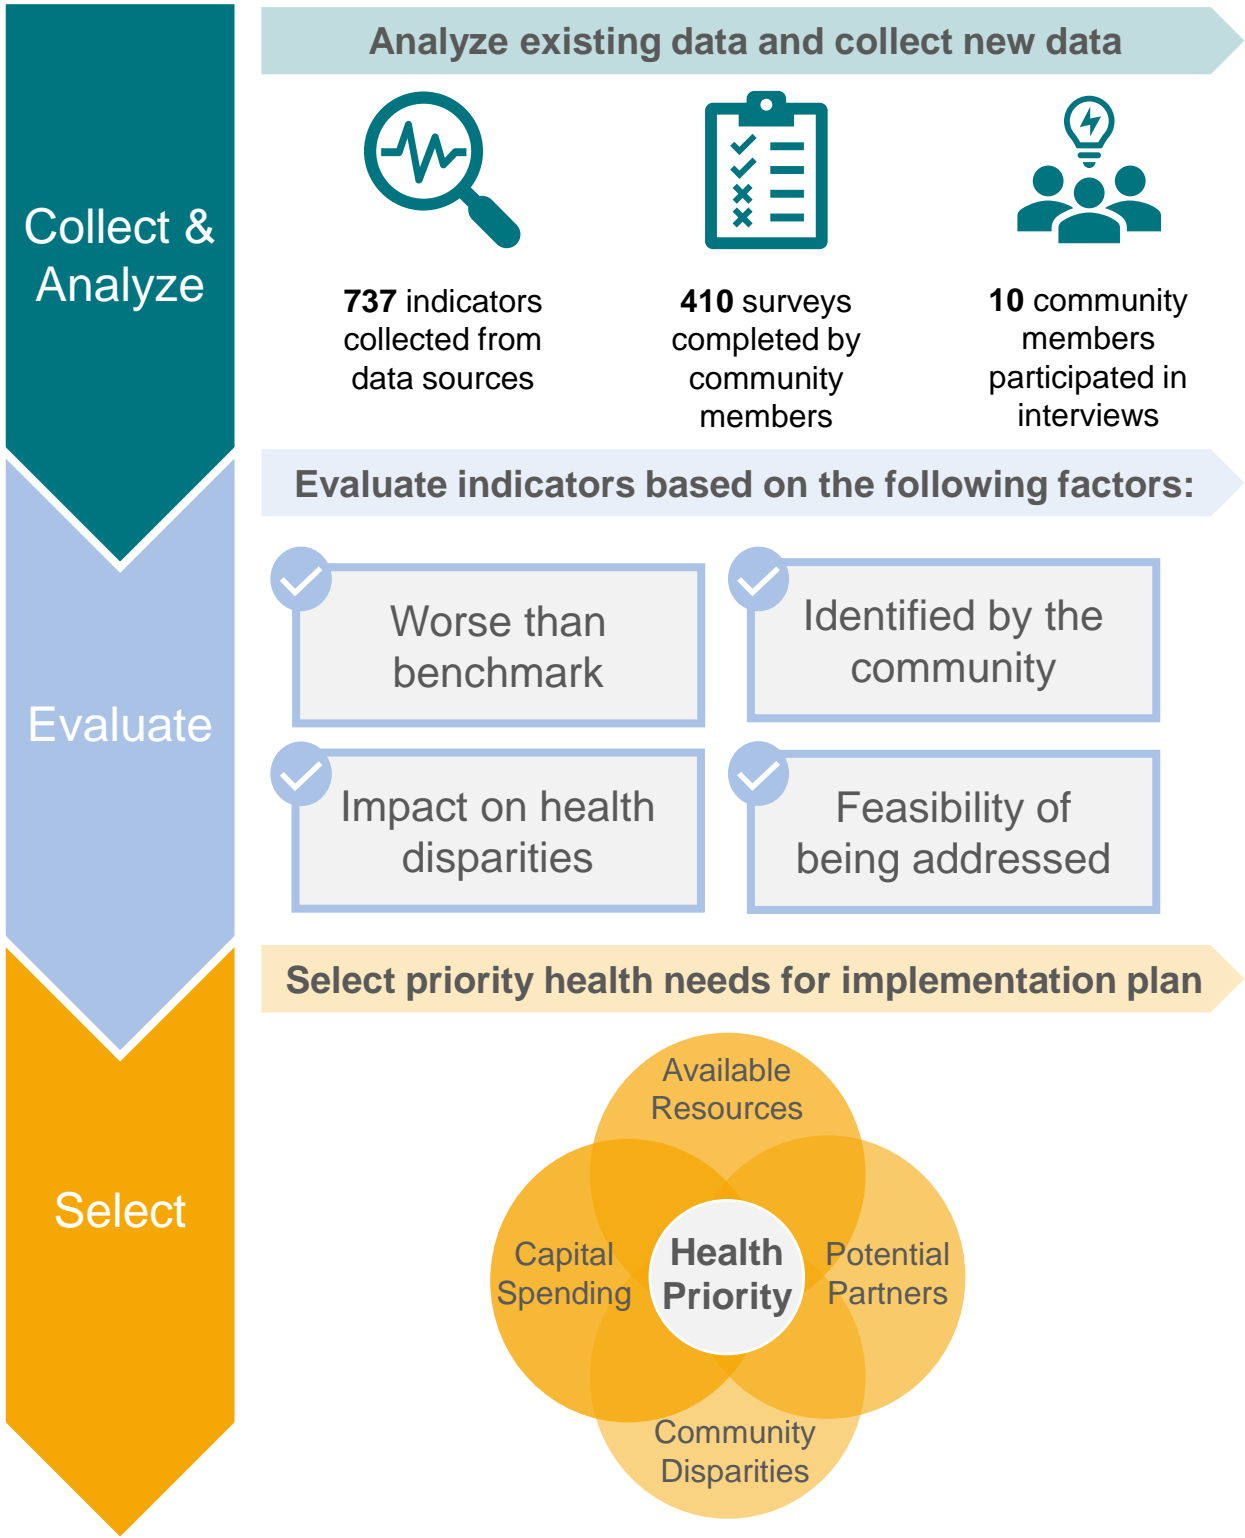 Analyze existing data and collect new data
Collect &
Analyze
737 indicators
collected from
data sources
410 surveys
completed by
community
members
10 community
members
participated in
interviews
Evaluate indicators based on the following factors:
Evaluate
Worse than
benchmark
Identified by the
community
Impact on health
disparities
Feasibility of
being addressed
Select priority health needs for implementation plan
Select
Available
Resources
Capital
Spending
Health
Priority
Potential
Partners
Community
Disparities